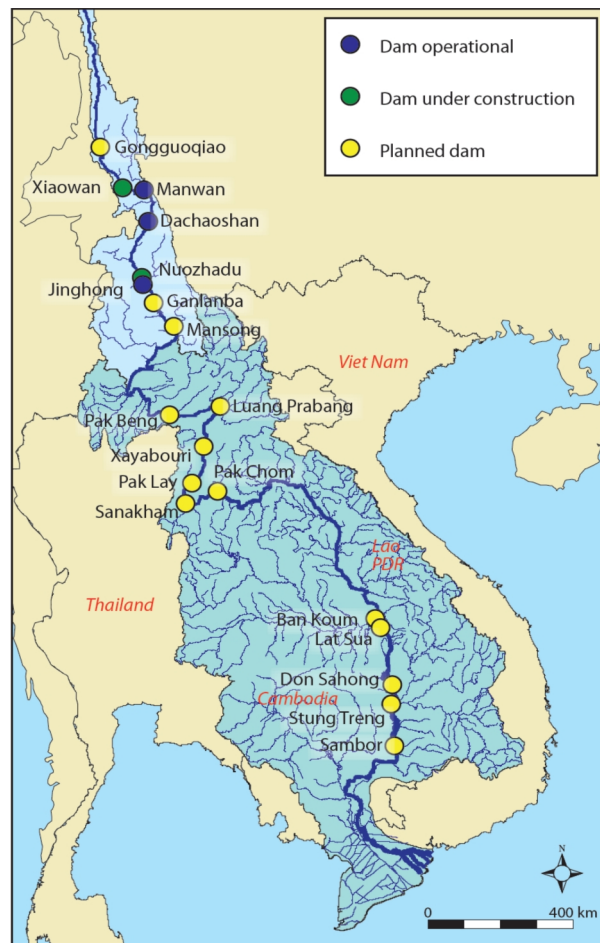 Dam operational
Dam under construction
Planned dam
Gongguoqiao
Xiaowan
Manwan
Dachaoshan
Nuozhadu
Jinghong
Ganlanba
Mansong
Viet Nam
Luang Prabang
Pak Beng
Xayabouri
Pak Chom
Pak Lay
Sanakham
Lao
PDR
Thailand
Ban Koum
Lat Sua
Don Sahong
Cambodia
Stung Treng
Sambor
N
0
400 km